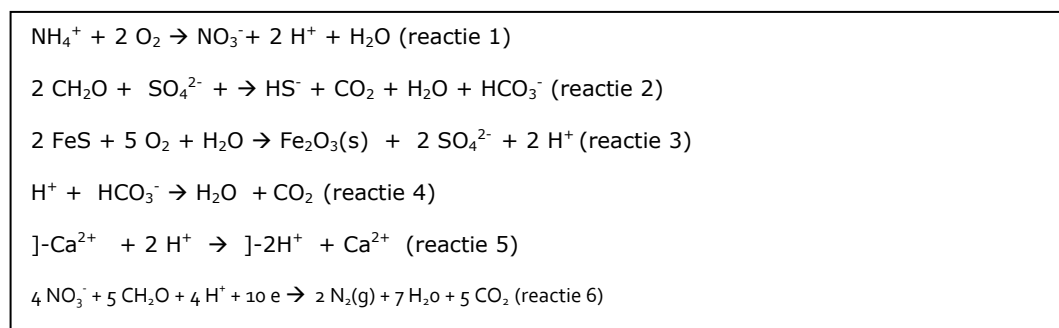 NH₄⁺ + 2 O₂ → NO₃⁻+ 2 H⁺ + H₂O (reactie 1)
2 CH₂O + SO₄²⁻ + → HS⁻ + CO₂ + H₂O + HCO₃⁻ (reactie 2)
2 FeS + 5 O₂ + H₂O → Fe₂O₃(s) + 2 SO₄²⁻ + 2 H⁺ (reactie 3)
H⁺ + HCO₃⁻ → H₂O + CO₂ (reactie 4)
]-Ca²⁺ + 2 H⁺ → ]-2H⁺ + Ca²⁺ (reactie 5)
4 NO₃⁻ + 5 CH₂O + 4 H⁺ + 10 e → 2 N₂(g) + 7 H₂o + 5 CO₂ (reactie 6)